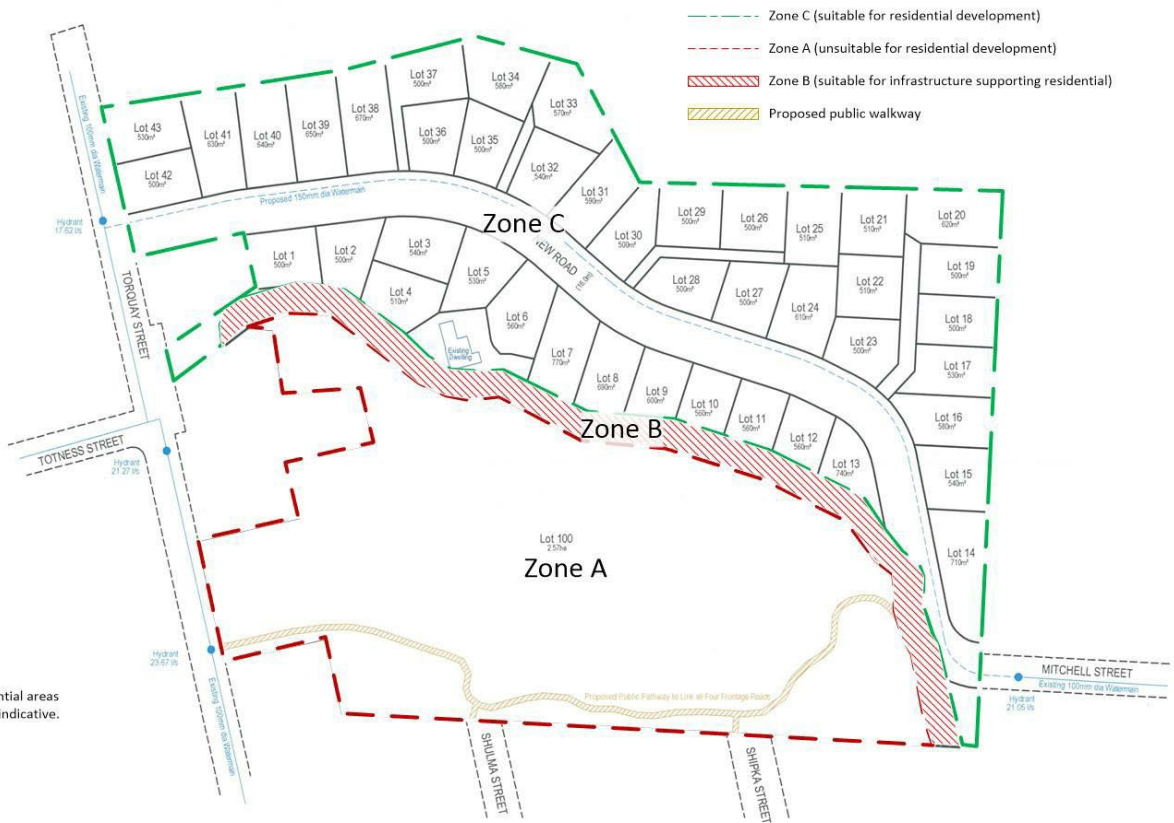 Zone C (suitable for residential development)
Zone A (unsuitable for residential development)
Zone B (suitable for infrastructure supporting residential)
Proposed public walkway
Lot 43
530m²
Lot 42
500m²
Lot 41
630m²
Lot 40
640m²
Lot 39
650m²
Lot 38
670m²
Lot 37
500m²
Lot 36
500m²
Lot 35
500m²
Lot 34
580m²
Lot 33
570m²
Lot 32
540m²
Lot 31
590m²
Lot 30
500m²
Lot 29
500m²
Lot 26
500m²
Lot 25
510m²
Lot 21
510m²
Lot 20
620m²
Lot 28
500m²
Lot 27
500m²
Lot 24
610m²
Lot 22
510m²
Lot 23
500m²
Lot 19
500m²
Lot 18
500m²
Lot 17
530m²
Lot 16
580m²
Lot 15
540m²
Lot 14
710m²
Existing 100mm dia Watermain
Proposed 150mm dia Watermain
Hydrant
17.62 l/s
Zone C
NEW ROAD
(16.0m)
Lot 1
500m²
Lot 2
500m²
Lot 3
540m²
Lot 4
510m²
Lot 5
530m²
Lot 6
560m²
Existing
Dwelling
Lot 7
770m²
Lot 8
680m²
Lot 9
600m²
Lot 10
560m²
Lot 11
560m²
Lot 12
560m²
Lot 13
740m²
Zone B
TORQUAY STREET
TOTNESS STREET
Hydrant
21.27 l/s
Lot 100
2.57ha
Zone A
Hydrant
23.67 l/s
Existing 100mm dia Watermain
Proposed Public Pathway to Link all Four Frontage Roads
SHULMA STREET
SHIPKA STREET
MITCHELL STREET
Existing 100mm dia Watermain
Hydrant
21.05 l/s
ntial areas
indicative.